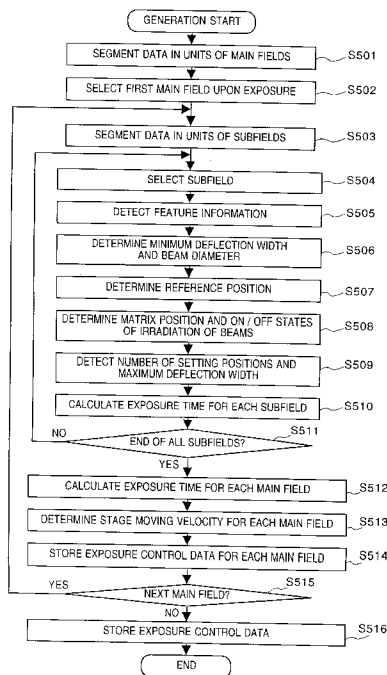 GENERATION START
SEGMENT DATA IN UNITS OF MAIN FIELDS
S501
SELECT FIRST MAIN FIELD UPON EXPOSURE
S502
SEGMENT DATA IN UNITS OF SUBFIELDS
S503
SELECT SUBFIELD
S504
DETECT FEATURE INFORMATION
S505
DETERMINE MINIMUM DEFLECTION WIDTH
AND BEAM DIAMETER
S506
DETERMINE REFERENCE POSITION
S507
DETERMINE MATRIX POSITION AND ON / OFF STATES
OF IRRADIATION OF BEAMS
S508
DETECT NUMBER OF SETTING POSITIONS AND
MAXIMUM DEFLECTION WIDTH
S509
CALCULATE EXPOSURE TIME FOR EACH SUBFIELD
S510
NO
END OF ALL SUBFIELDS?
S511
YES
CALCULATE EXPOSURE TIME FOR EACH MAIN FIELD
S512
DETERMINE STAGE MOVING VELOCITY FOR EACH MAIN FIELD
S513
STORE EXPOSURE CONTROL DATA FOR EACH MAIN FIELD
S514
YES
NEXT MAIN FIELD?
S515
NO
STORE EXPOSURE CONTROL DATA
S516
END